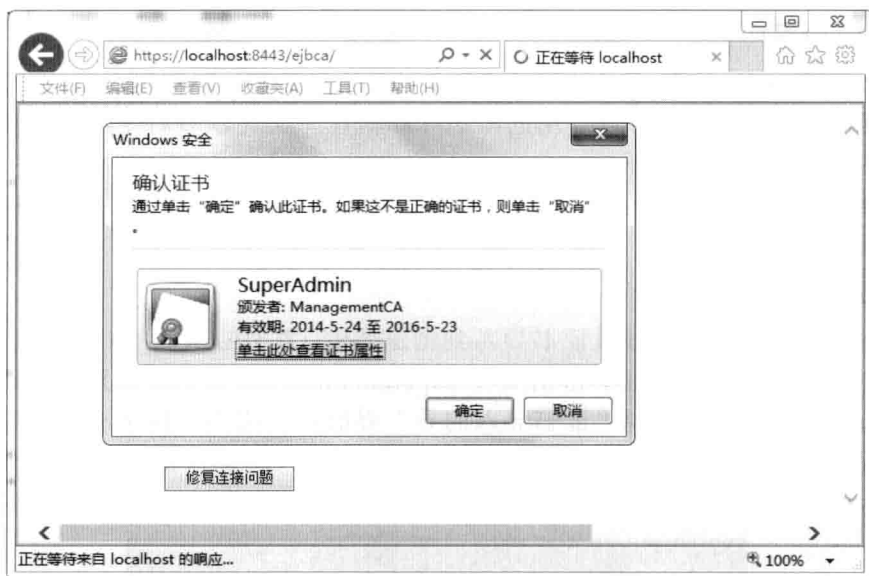 https://localhost:8443/ejbca/
正在等待 localhost
文件(F) 编辑(E) 查看(V) 收藏夹(A) 工具(T) 帮助(H)
Windows 安全
确认证书
通过单击“确定”确认此证书。如果这不是正确的证书，则单击“取消”
。
SuperAdmin
颁发者: ManagementCA
有效期: 2014-5-24 至 2016-5-23
单击此处查看证书属性
确定 取消
修复连接问题
正在等待来自 localhost 的响应...
100%